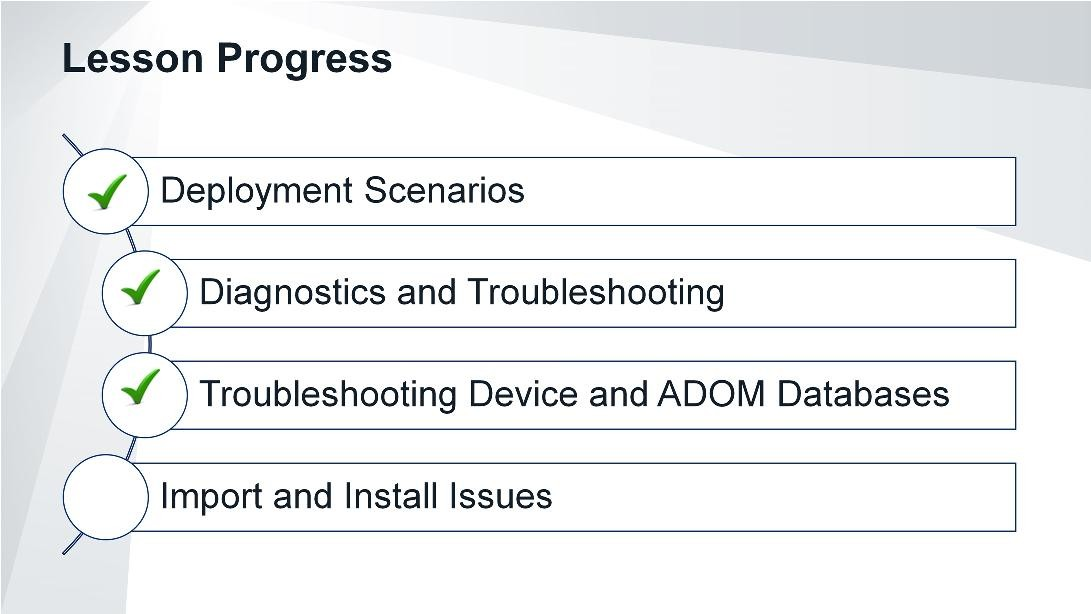 Lesson Progress
Deployment Scenarios
Diagnostics and Troubleshooting
Troubleshooting Device and ADOM Databases
Import and Install Issues